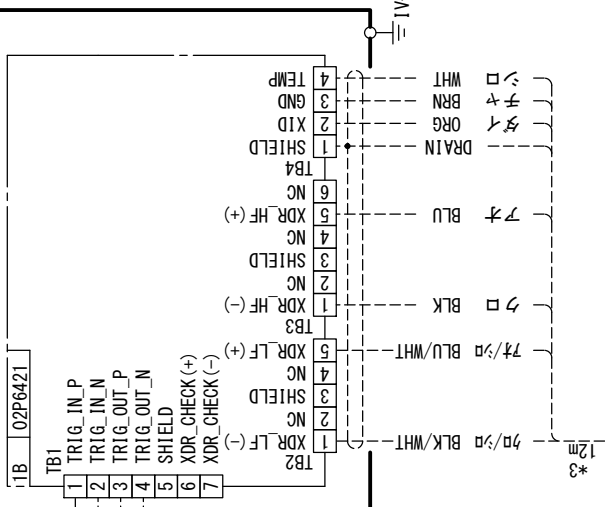 IV-
TEMP 4 WHT シロ
GND 3 BRN チャ
XID 2 ORG ダイ
SHIELD 1 DRAIN
TB4
NC 6
XDR_HF(+) 5 BLU アオ
NC 4
SHIELD 3
NC 2
XDR_HF(-) 1 BLK クロ
TB3
XDR_LF(+) 5 BLU/WHT アオ/シロ
NC 4
SHIELD 3
NC 2
XDR_LF(-) 1 BLK/WHT クロ/シロ
TB2
*3
12m
1B 02P6421
TB1
1 TRIG_IN_P
2 TRIG_IN_N
3 TRIG_OUT_P
4 TRIG_OUT_N
5 SHIELD
6 XDR_CHECK(+)
7 XDR_CHECK(-)